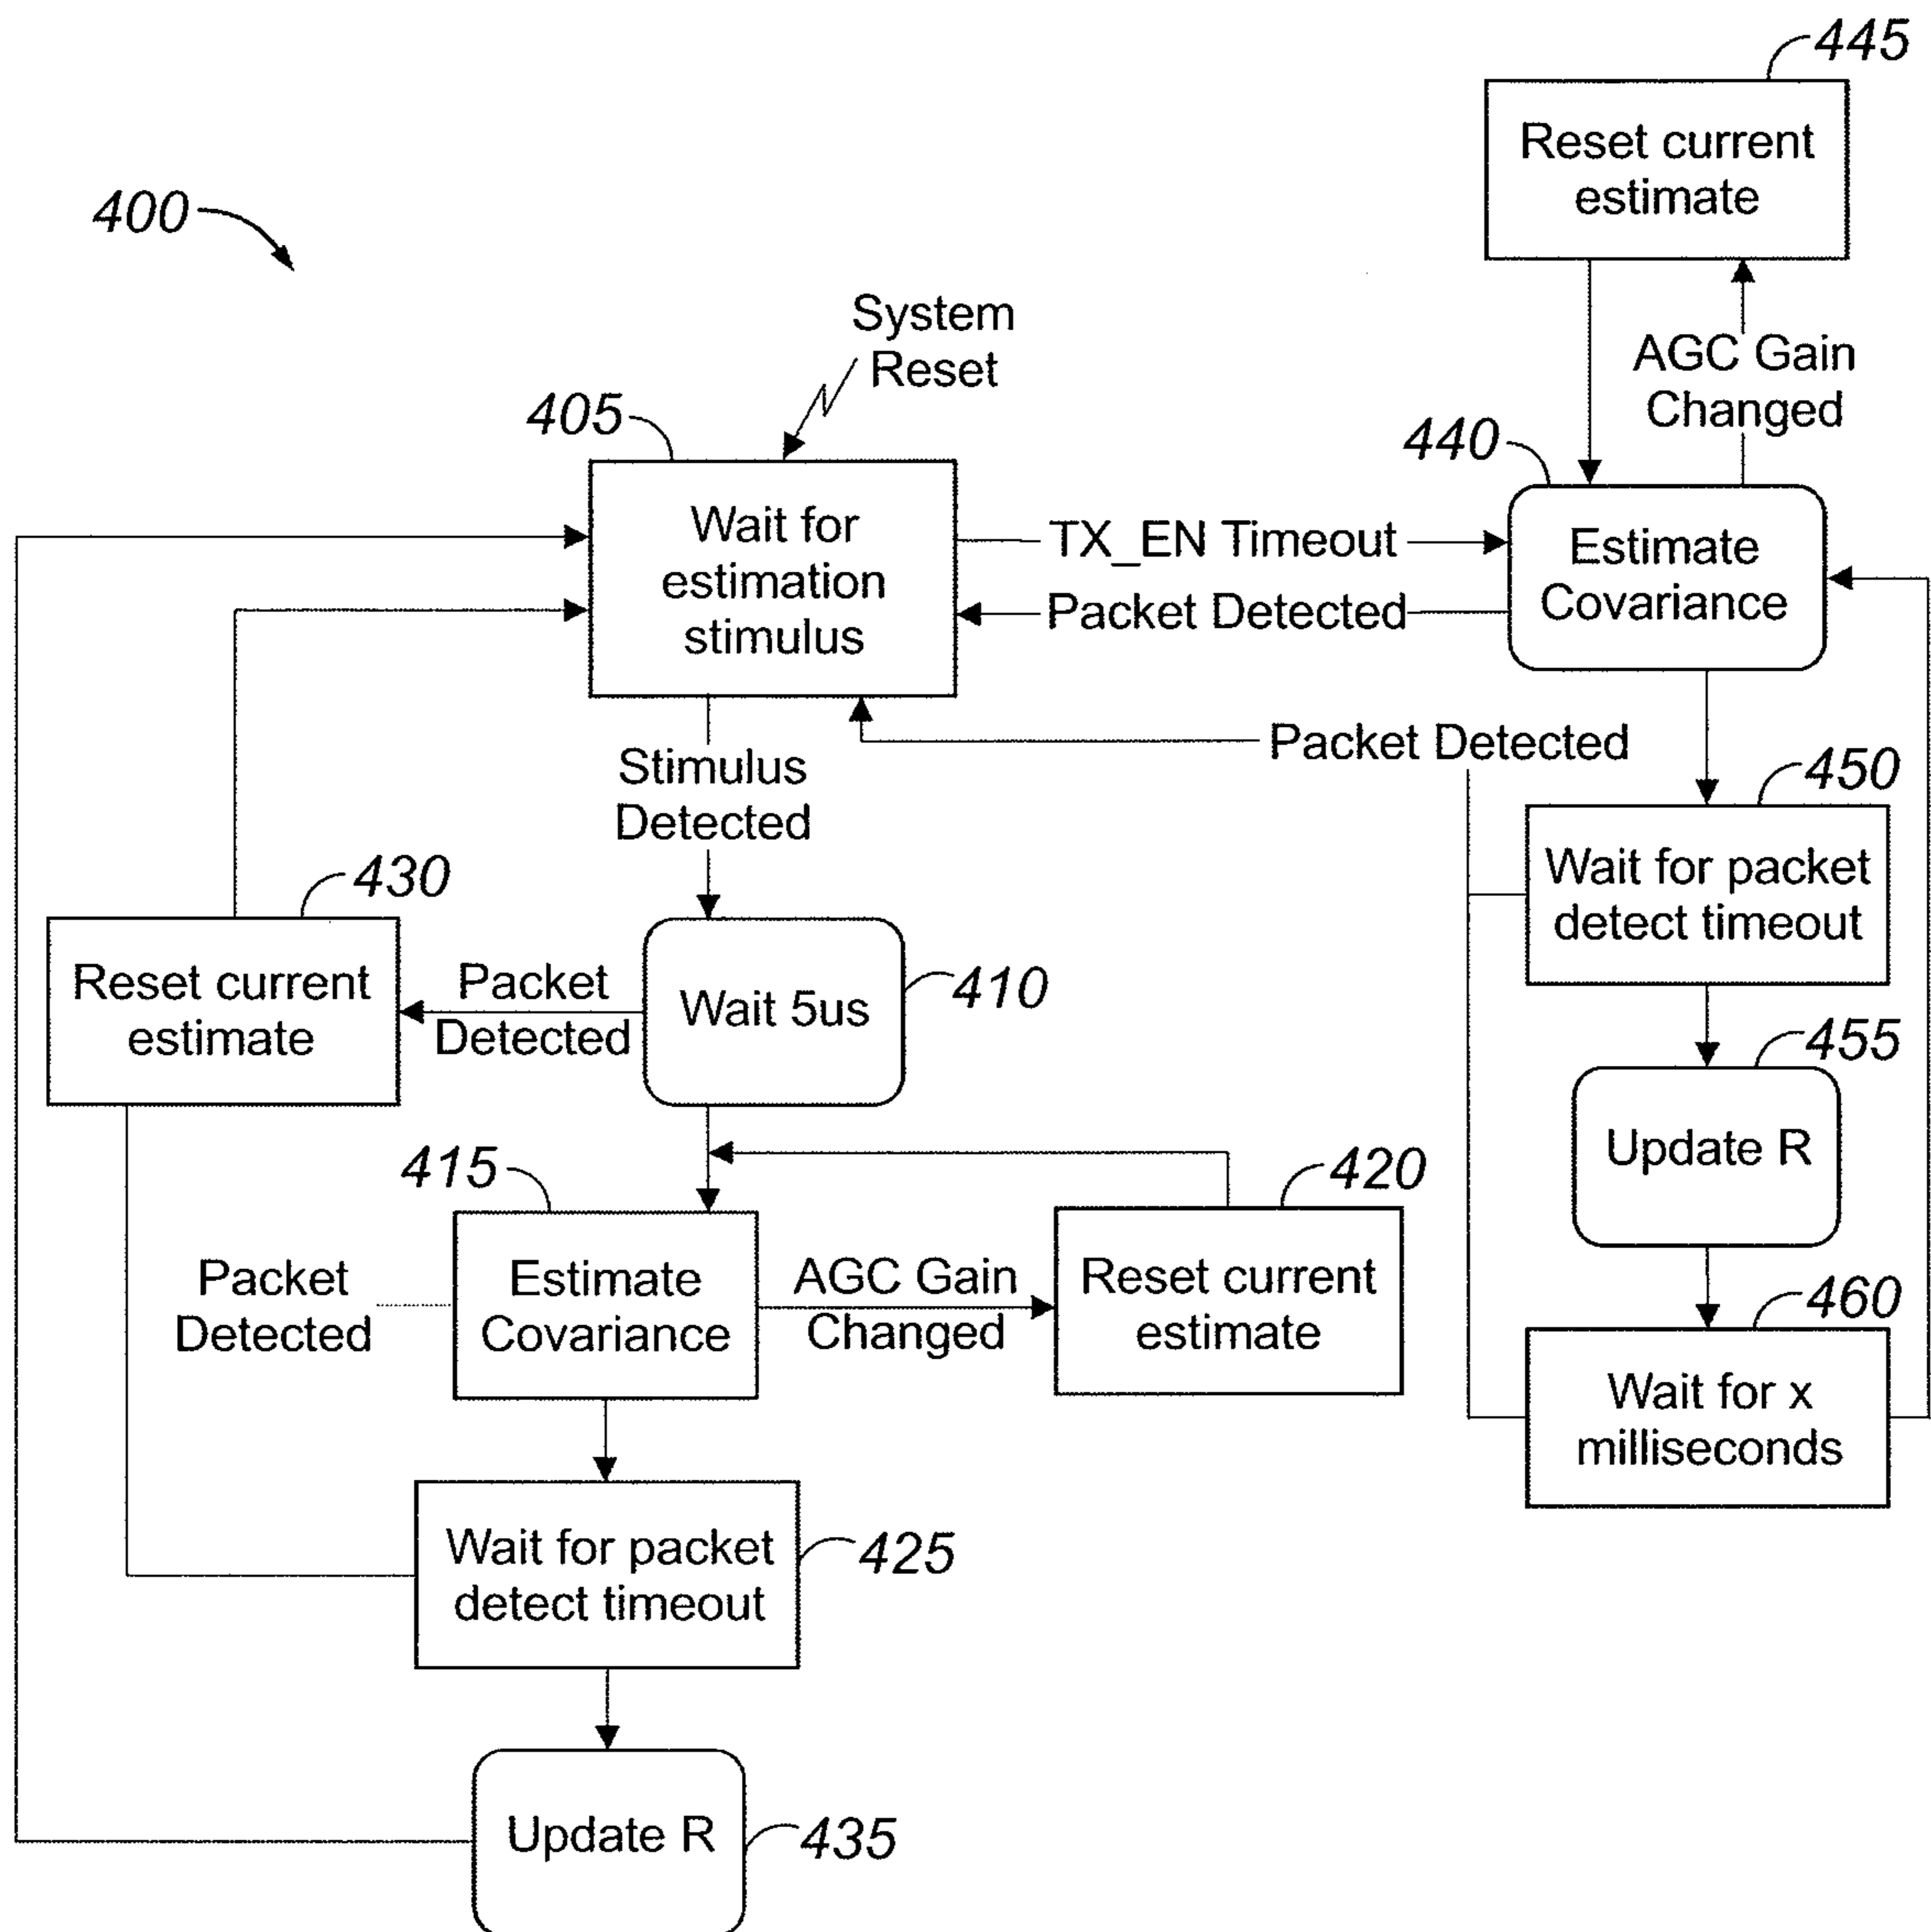 445
Reset current
estimate
400
System
Reset
AGC Gain
Changed
405
440
Wait for
estimation
stimulus
TX_EN Timeout
Packet Detected
Estimate
Covariance
Packet Detected
Stimulus
Detected
450
Wait for packet
detect timeout
430
Reset current
estimate
Packet
Detected
Wait 5us
410
455
Update R
415
420
Packet
Detected
Estimate
Covariance
AGC Gain
Changed
Reset current
estimate
460
Wait for x
milliseconds
Wait for packet
detect timeout
425
Update R
435